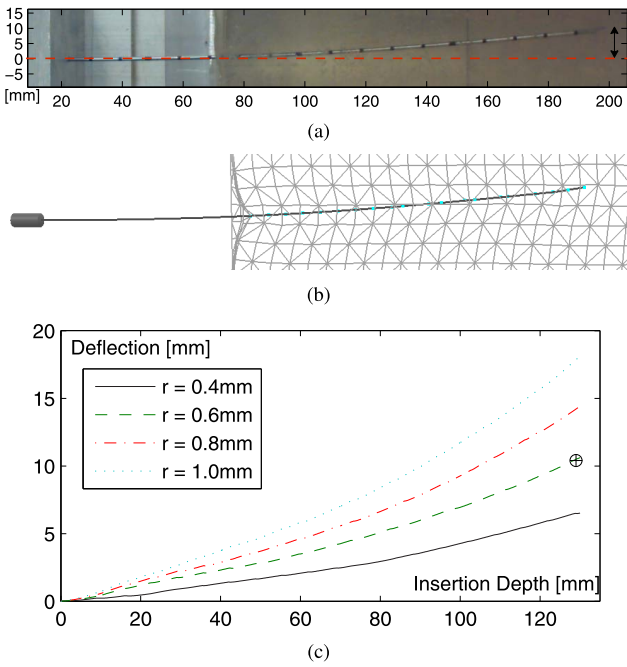 15
10
5
0
−5
[mm]
20 40 60 80 100 120 140 160 180 200
(a)
(b)
20
15
10
5
0
Deflection [mm]
r = 0.4mm
r = 0.6mm
r = 0.8mm
r = 1.0mm
Insertion Depth [mm]
0 20 40 60 80 100 120
(c)